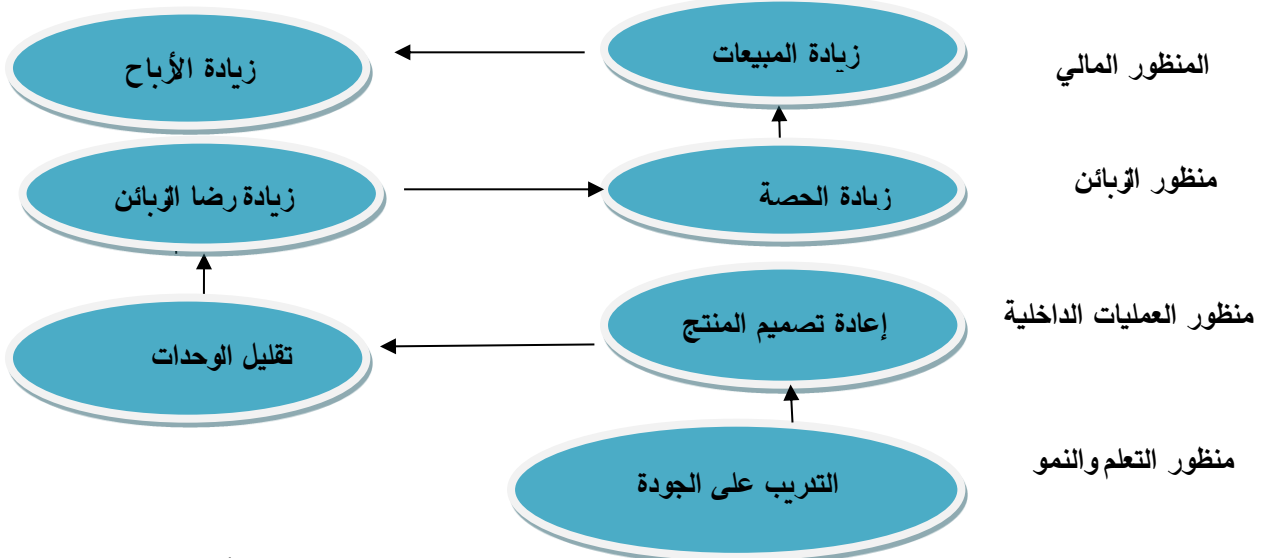 المنظور المالي
زيادة المبيعات
زيادة الأرباح
منظور الزبائن
زيادة الحصة
زيادة رضا الزبائن
منظور العمليات الداخلية
إعادة تصميم المنتج
تقليل الوحدات
منظور التعلم والنمو
التدريب على الجودة